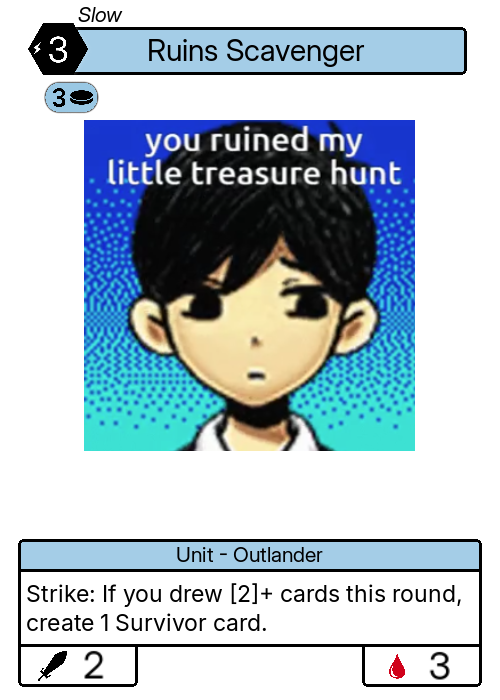 Slow
3
Ruins Scavenger
3
you ruined my
little treasure hunt
Unit - Outlander
Strike: If you drew [2]+ cards this round,
create 1 Survivor card.
2
3